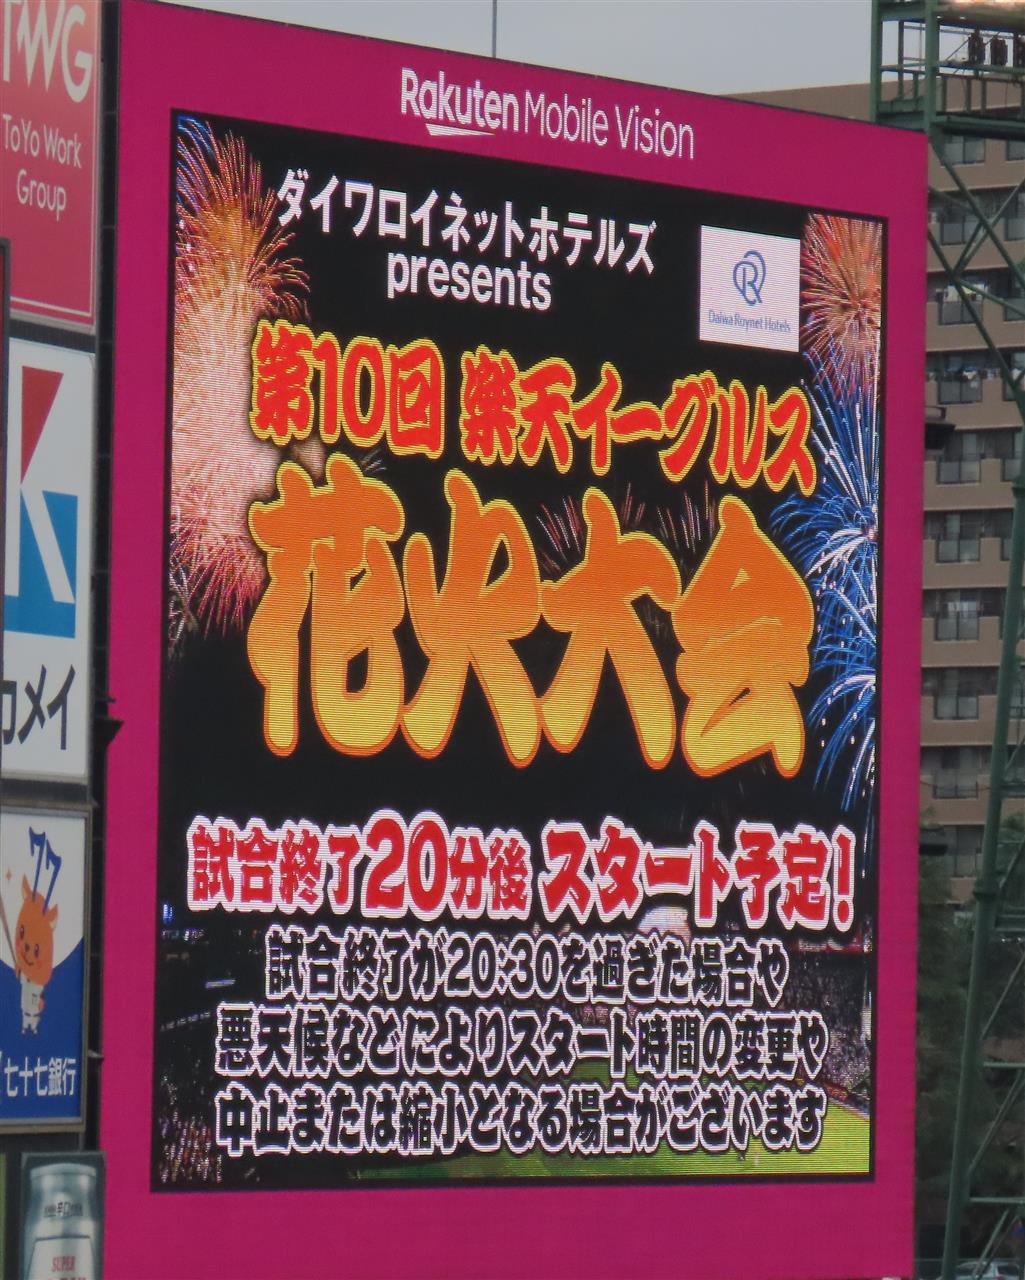 TWG
ToYo Work
Group
カメイ
77
七十七銀行
辛口
SUPER
Rakuten Mobile Vision
ダイワロイネットホテルズ
presents
Daiwa Roynet Hotels
第10回 楽天イーグルス
花火大会
試合終了20分後 スタート予定!
試合終了が20:30を過ぎた場合や
悪天候などによりスタート時間の変更や
中止または縮小となる場合がございます